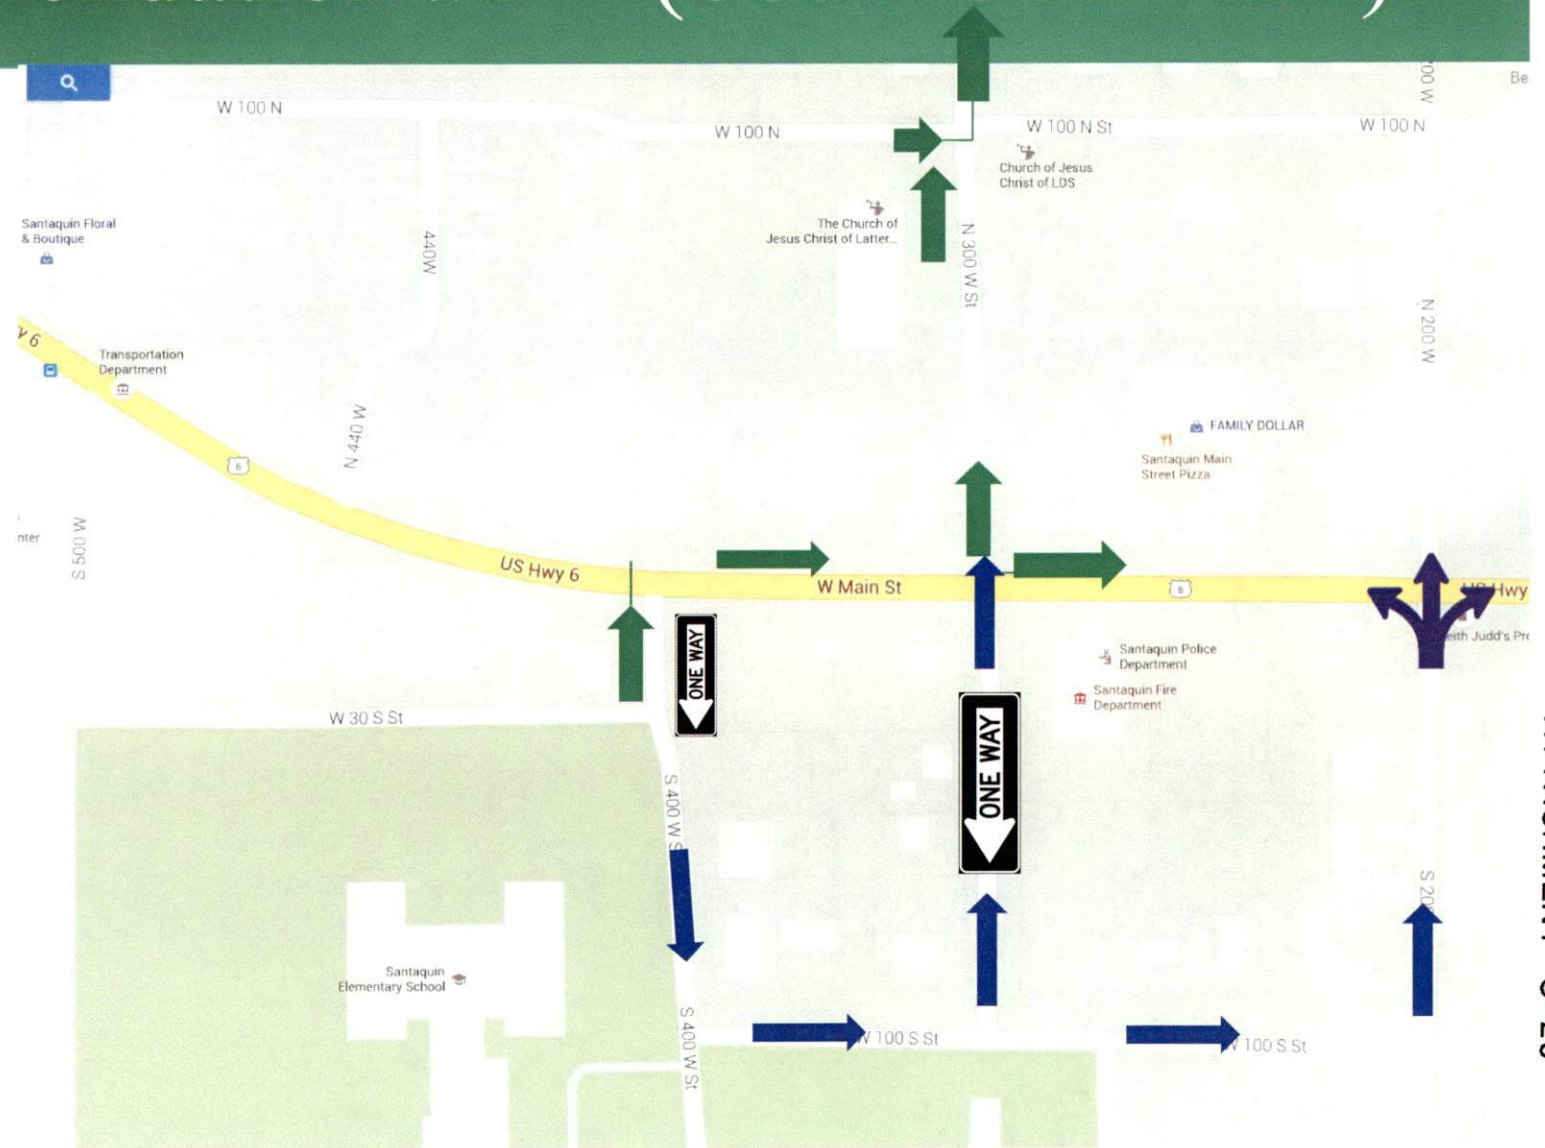 W 100 N
W 100 N
W 100 N St
W 100 N
Church of Jesus
Christ of LDS
Santaquin Floral
& Boutique
The Church of
Jesus Christ of Latter...
440W
N 300 W St
N 200 W
Transportation
Department
N 440 W
6
FAMILY DOLLAR
Santaquin Main
Street Pizza
S 500 W
US Hwy 6
W Main St
6
ONE WAY
Santaquin Police
Department
Santaquin Fire
Department
W 30 S St
ONE WAY
S 400 W S
Santaquin
Elementary School
S 400 W St
W 100 S St
W 100 S St